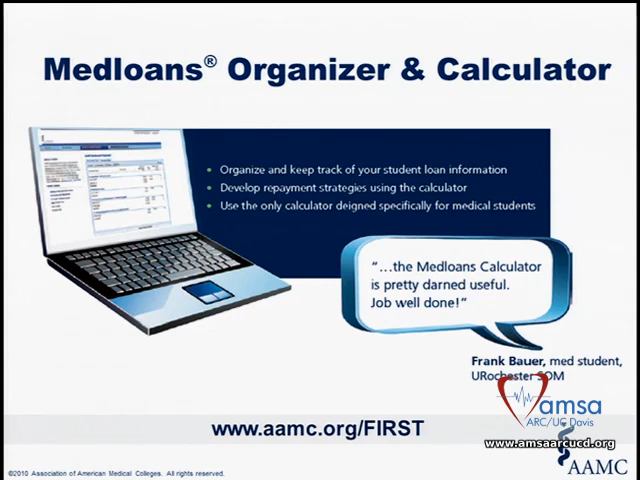 Medloans® Organizer & Calculator
• Organize and keep track of your student loan information
• Develop repayment strategies using the calculator
• Use the only calculator deigned specifically for medical students
"...the Medloans Calculator
is pretty darned useful.
Job well done!"
Frank Bauer, med student,
URochester SOM
amsa
ARC/UC Davis
www.aamc.org/FIRST
www.amsaarcucd.org
AAMC
©2010 Association of American Medical Colleges. All rights reserved.